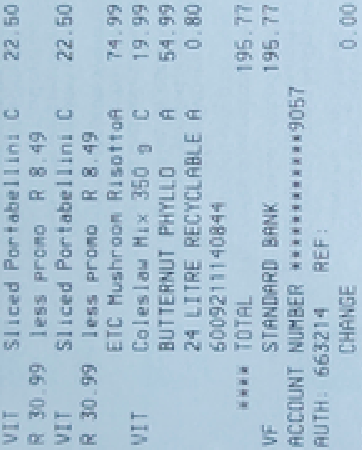 VIT Sliced Portabellini C 22.50
R 30.99 less promo R 8.49
VIT Sliced Portabellini C 22.50
R 30.99 less promo R 8.49
ETC Mushroom RisottoA 74.99
VIT Coleslaw Mix 350 g C 19.99
BUTTERNUT PHYLLO A 54.99
24 LITRE RECYCLABLE A 0.80
6009211140844
**** TOTAL 195.77
VF STANDARD BANK 195.77
ACCOUNT NUMBER ************9057
AUTH: 663214 REF:
CHANGE 0.00